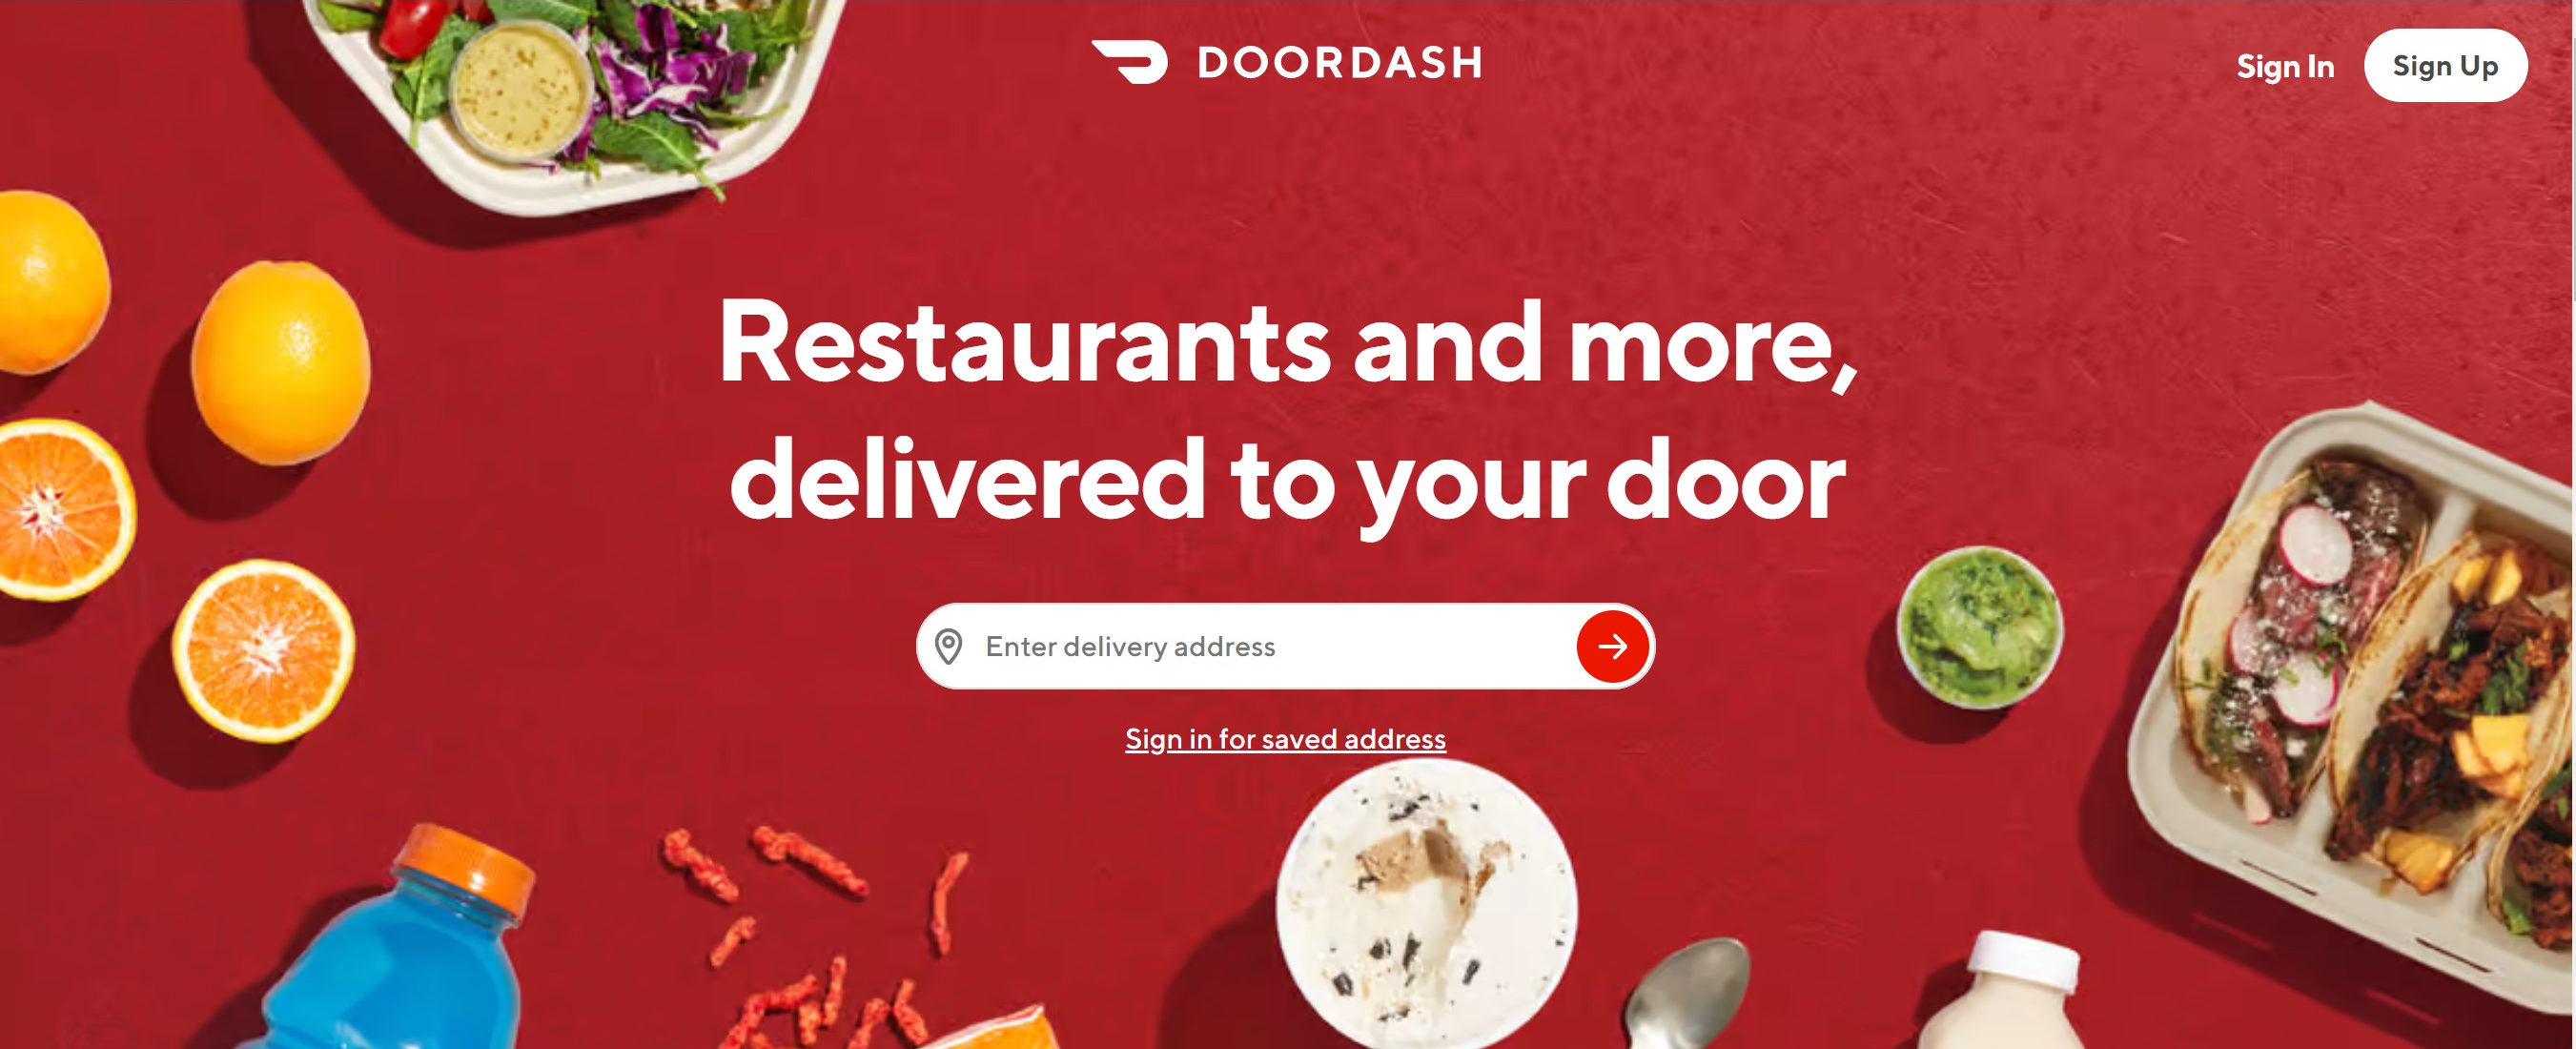 DOORDASH
Sign In
Sign Up
Restaurants and more,
delivered to your door
Enter delivery address
Sign in for saved address